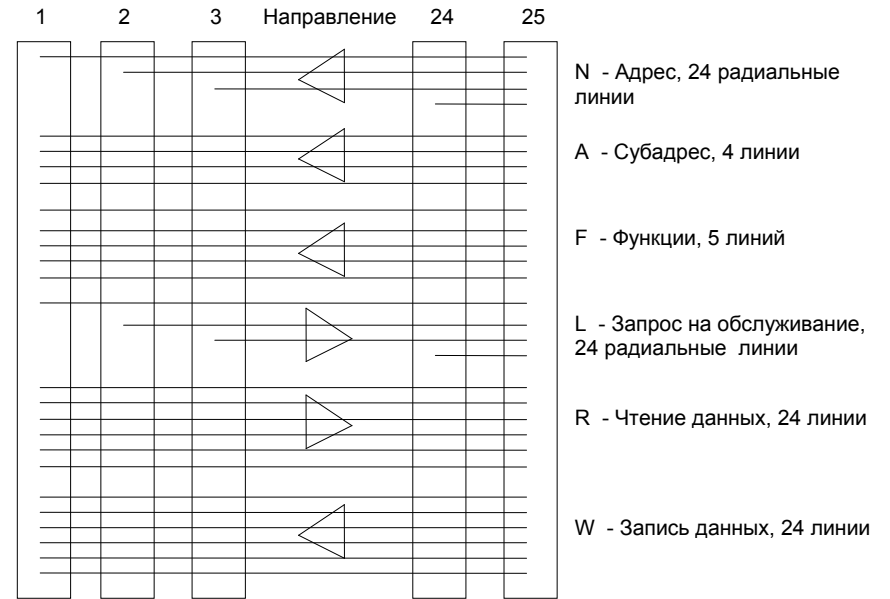 1 2 3 Направление 24 25
N - Адрес, 24 радиальные
линии
A - Субадрес, 4 линии
F - Функции, 5 линий
L - Запрос на обслуживание,
24 радиальные линии
R - Чтение данных, 24 линии
W - Запись данных, 24 линии